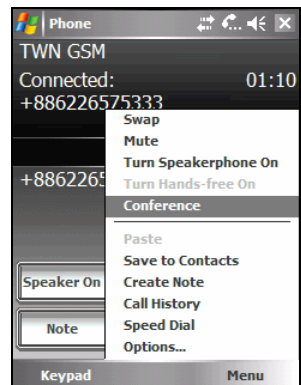 Phone
TWN GSM
Connected: 01:10
+886226575333
Swap
Mute
Turn Speakerphone On
+886226
Turn Hands-free On
Conference
Paste
Save to Contacts
Speaker On
Create Note
Call History
Note
Speed Dial
Options...
Keypad Menu